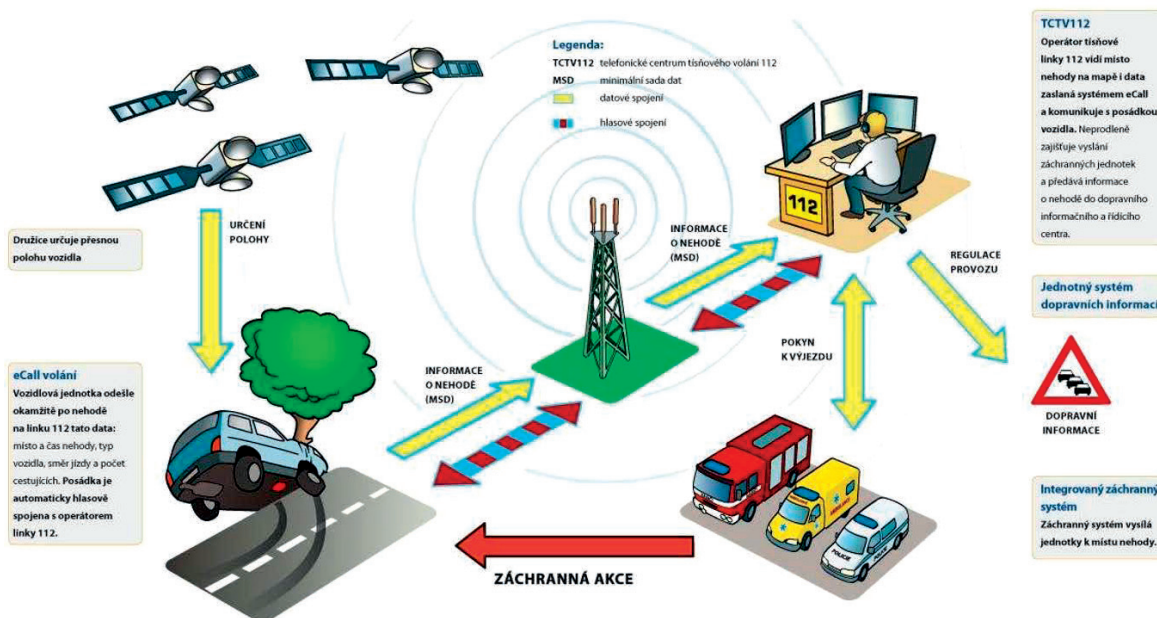 Legenda:
TCTV112 telefonické centrum tísňového volání 112
MSD minimální sada dat
datové spojení
hlasové spojení
TCTV112
Operátor tísňové
linky 112 vidí místo
nehody na mapě i data
zaslaná systémem eCall
a komunikuje s posádkou
vozidla. Neprodleně
zajišťuje vyslání
záchranných jednotek
a předává informace
o nehodě do dopravního
informačního a řídícího
centra.
112
URČENÍ
POLOHY
Družice určuje přesnou
polohu vozidla
INFORMACE
O NEHODĚ
(MSD)
REGULACE
PROVOZU
Jednotný systém
dopravních informací
POKYN
K VÝJEZDU
INFORMACE
O NEHODĚ
(MSD)
DOPRAVNÍ
INFORMACE
eCall volání
Vozidlová jednotka odešle
okamžitě po nehodě
na linku 112 tato data:
místo a čas nehody, typ
vozidla, směr jízdy a počet
cestujících. Posádka je
automaticky hlasově
spojena s operátorem
linky 112.
AMBULANCE
POLICIE
Integrovaný záchranný
systém
Záchranný systém vysílá
jednotky k místu nehody.
ZÁCHRANNÁ AKCE